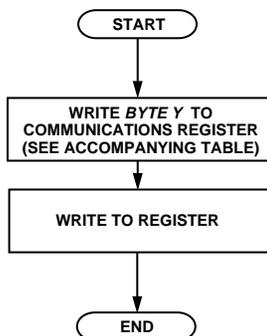 START
WRITE BYTE Y TO
COMMUNICATIONS REGISTER
(SEE ACCOMPANYING TABLE)
WRITE TO REGISTER
END